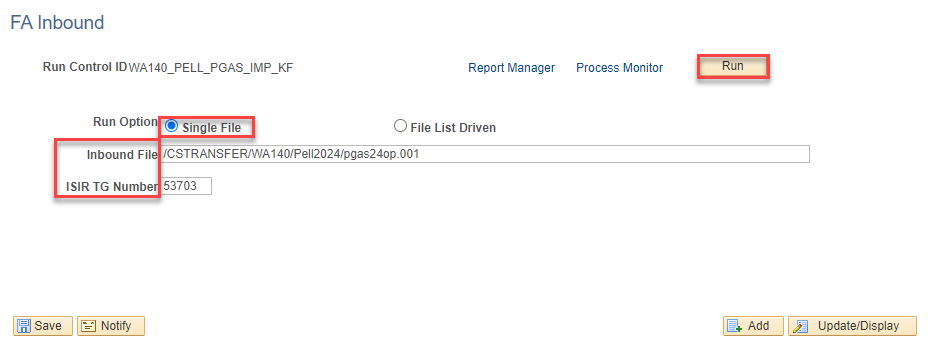 FA Inbound
Run Control ID WA140_PELL_PGAS_IMP_KF Report Manager Process Monitor Run
Run Option Single File File List Driven
Inbound File /CSTRANSFER/WA140/Pell2024/pgas24op.001
ISIR TG Number 53703
Save Notify Add Update/Display